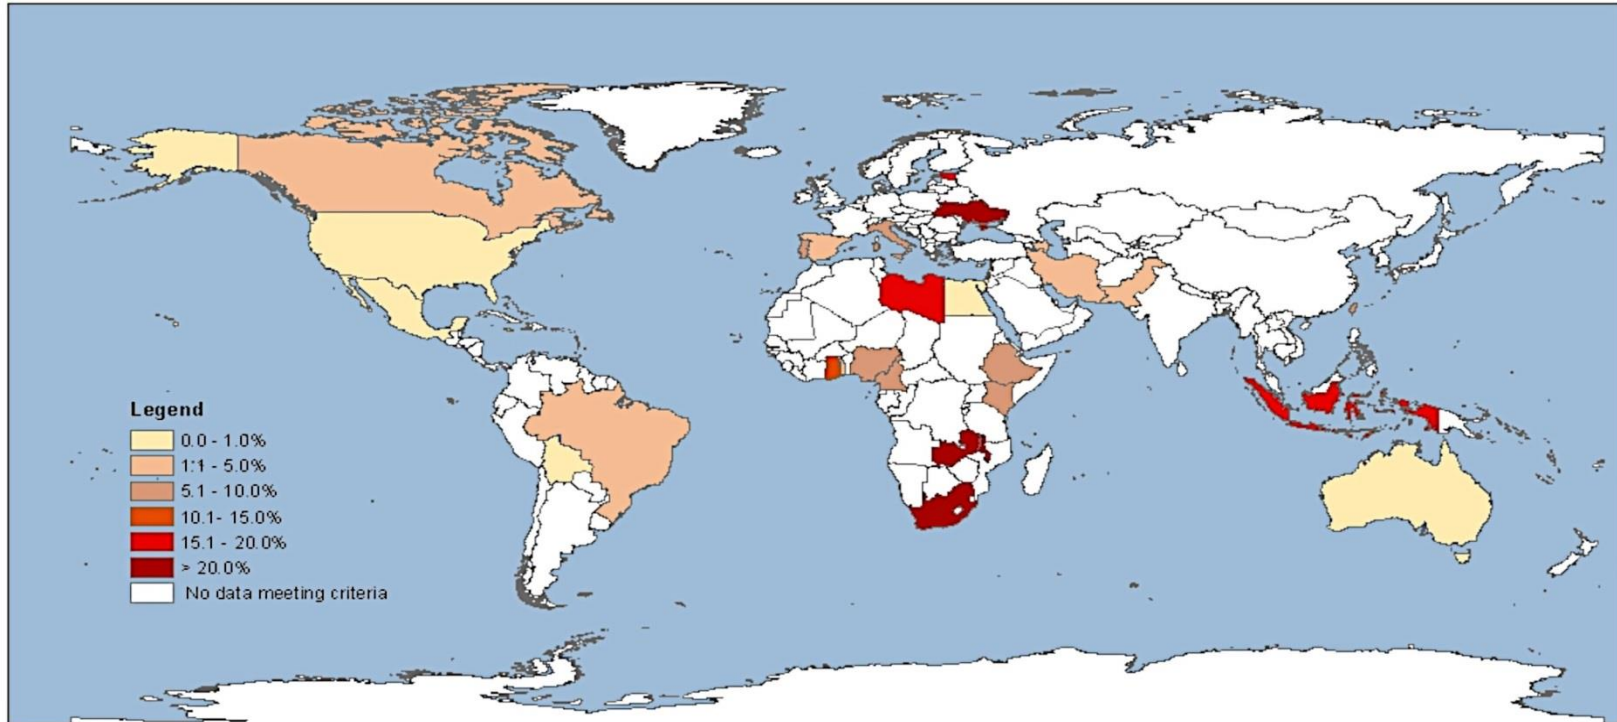 Legend
0.0 - 1.0%
1.1 - 5.0%
5.1 - 10.0%
10.1- 15.0%
15.1 - 20.0%
> 20.0%
No data meeting criteria